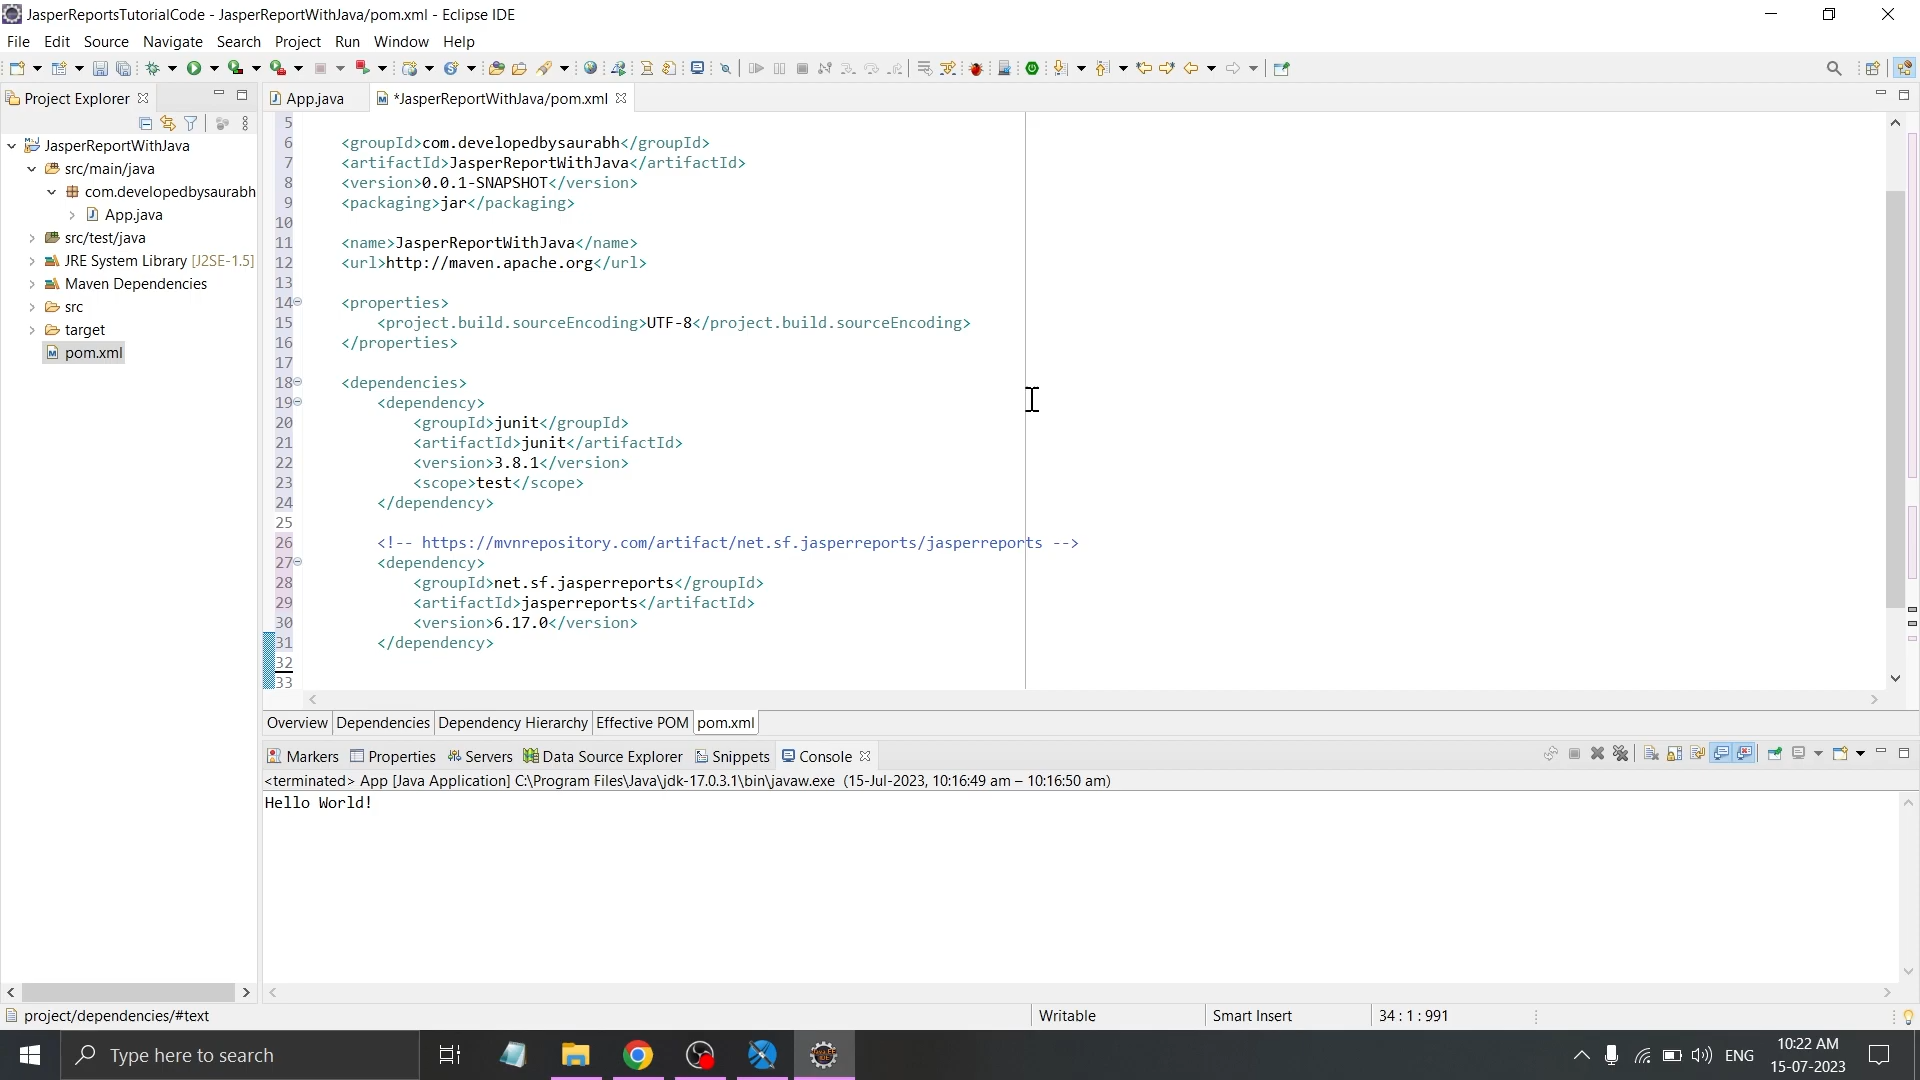 JasperReportsTutorialCode - JasperReportWithJava/pom.xml - Eclipse IDE
File Edit Source Navigate Search Project Run Window Help
Project Explorer
App.java
*JasperReportWithJava/pom.xml
JasperReportWithJava
src/main/java
com.developedbysaurabh
App.java
src/test/java
JRE System Library [J2SE-1.5]
Maven Dependencies
src
target
pom.xml
5
6 <groupId>com.developedbysaurabh</groupId>
7 <artifactId>JasperReportWithJava</artifactId>
8 <version>0.0.1-SNAPSHOT</version>
9 <packaging>jar</packaging>
10
11 <name>JasperReportWithJava</name>
12 <url>http://maven.apache.org</url>
13
14 <properties>
15 <project.build.sourceEncoding>UTF-8</project.build.sourceEncoding>
16 </properties>
17
18 <dependencies>
19 <dependency>
20 <groupId>junit</groupId>
21 <artifactId>junit</artifactId>
22 <version>3.8.1</version>
23 <scope>test</scope>
24 </dependency>
25
26 <!-- https://mvnrepository.com/artifact/net.sf.jasperreports/jasperreports -->
27 <dependency>
28 <groupId>net.sf.jasperreports</groupId>
29 <artifactId>jasperreports</artifactId>
30 <version>6.17.0</version>
31 </dependency>
32
33
Overview Dependencies Dependency Hierarchy Effective POM pom.xml
Markers Properties Servers Data Source Explorer Snippets Console
<terminated> App [Java Application] C:\Program Files\Java\jdk-17.0.3.1\bin\javaw.exe (15-Jul-2023, 10:16:49 am – 10:16:50 am)
Hello World!
project/dependencies/#text
Writable
Smart Insert
34 : 1 : 991
Type here to search
ENG
10:22 AM
15-07-2023